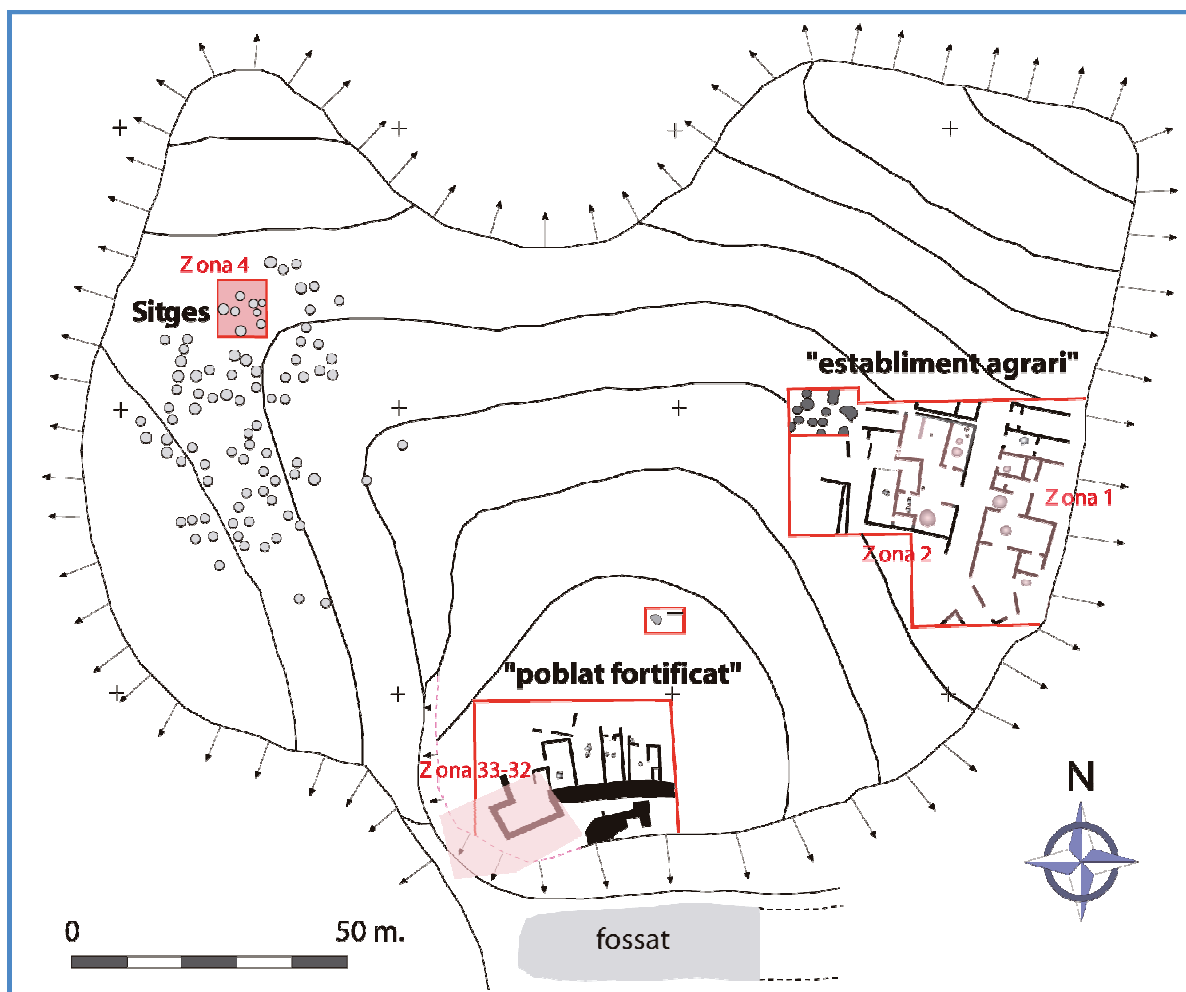 Zona 4
Sitges
"establiment agrari"
Zona 1
Zona 2
"poblat fortificat"
Zona 33-32
N
0 50 m.
fossat